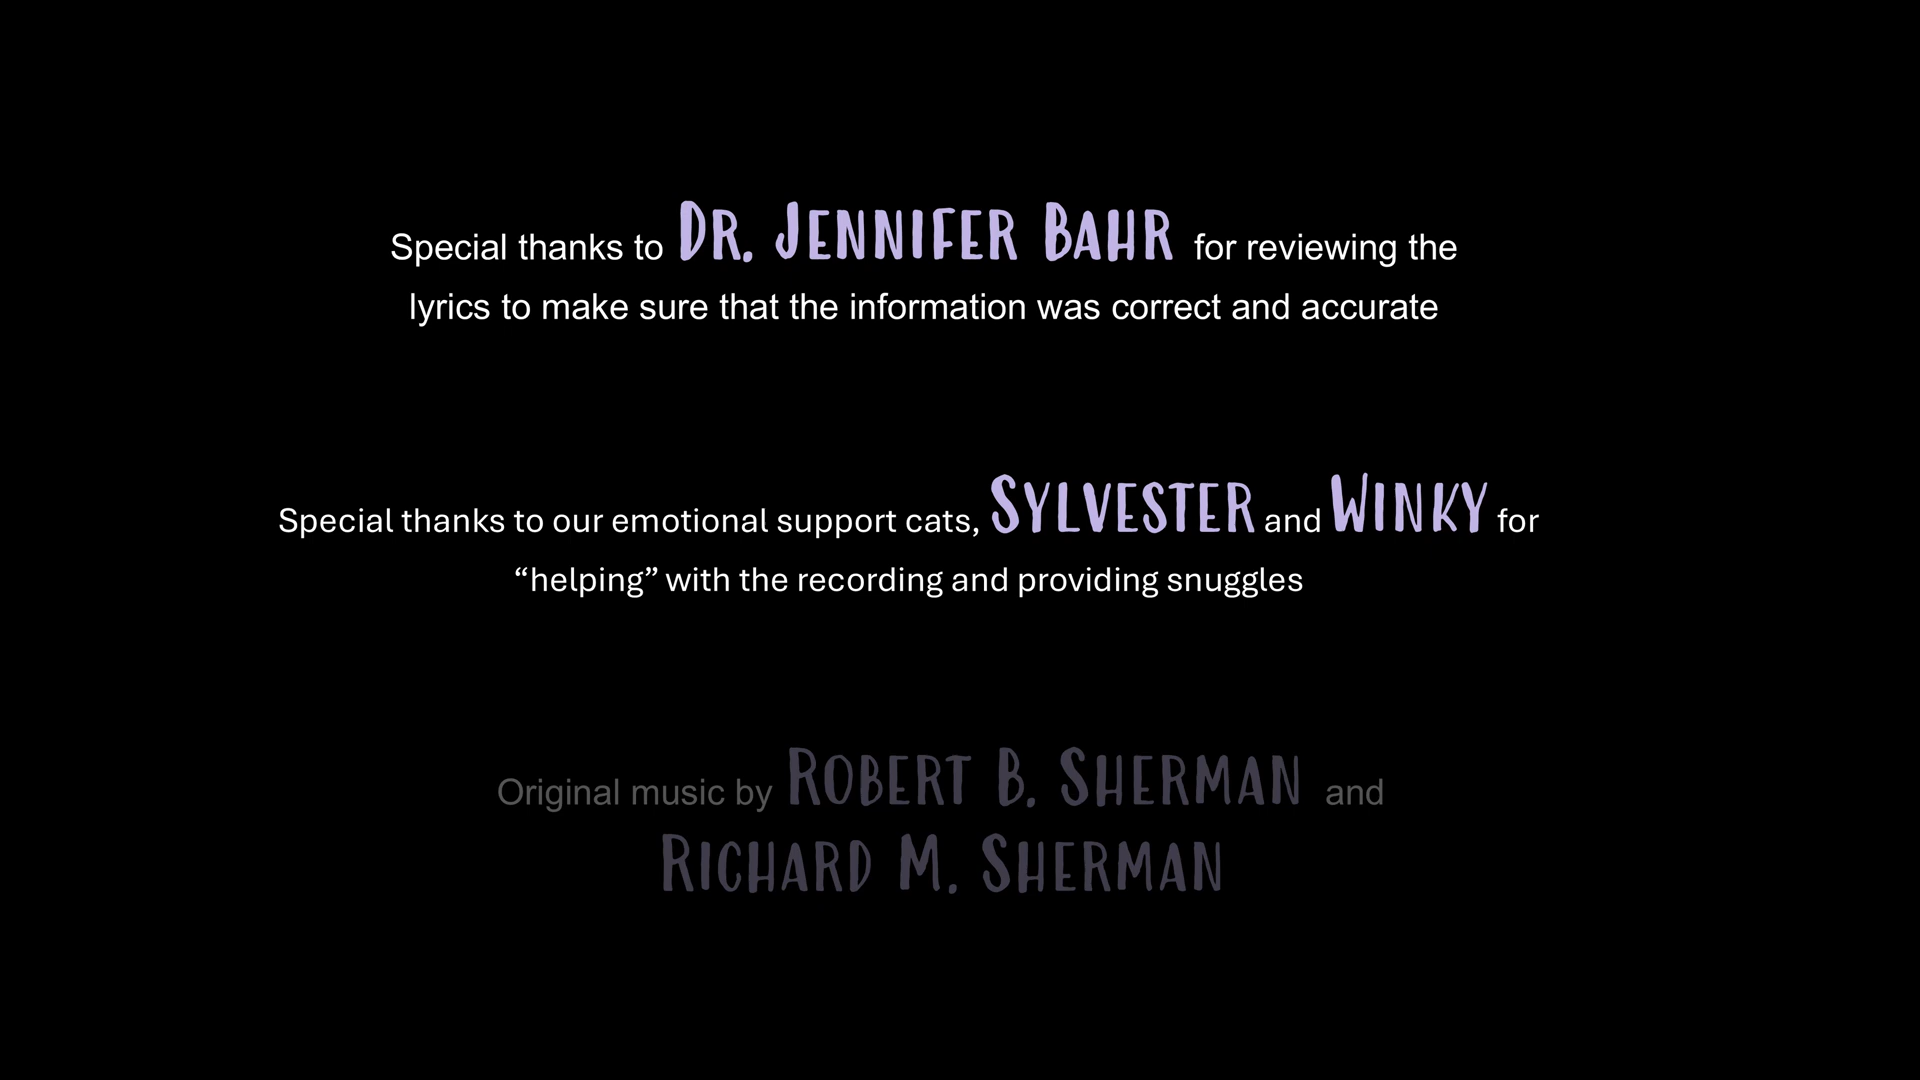 Special thanks to Dr. Jennifer Bahr for reviewing the
lyrics to make sure that the information was correct and accurate
Special thanks to our emotional support cats, Sylvester and Winky for
“helping” with the recording and providing snuggles
Original music by Robert B. Sherman and
Richard M. Sherman